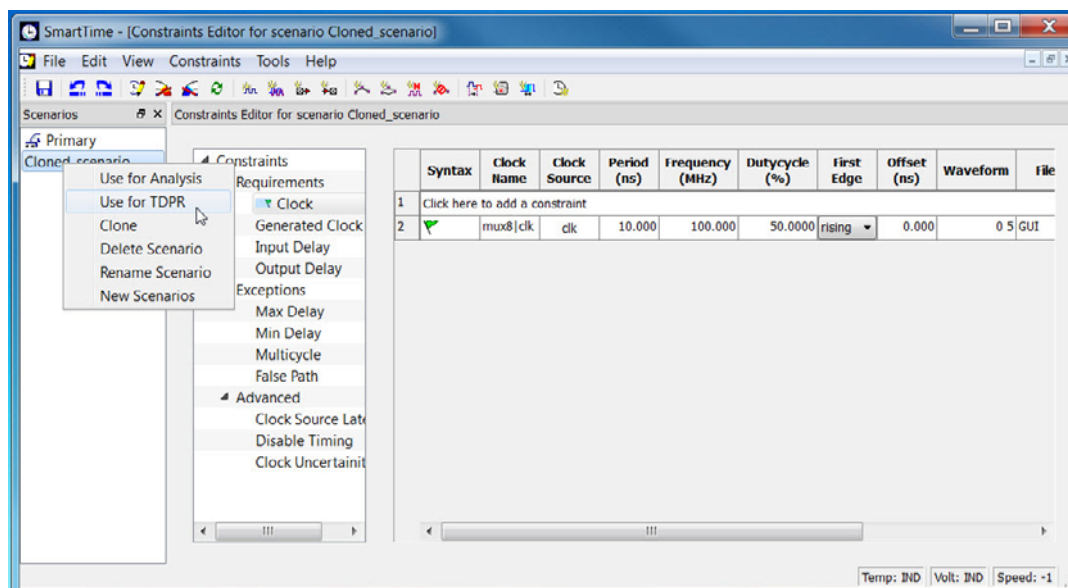 SmartTime - [Constraints Editor for scenario Cloned_scenario]
File Edit View Constraints Tools Help
Scenarios
Constraints Editor for scenario Cloned_scenario
Primary
Cloned_scenario
Use for Analysis
Use for TDPR
Clone
Delete Scenario
Rename Scenario
New Scenarios
Constraints
Requirements
Clock
Generated Clock
Input Delay
Output Delay
Exceptions
Max Delay
Min Delay
Multicycle
False Path
Advanced
Clock Source Late
Disable Timing
Clock Uncertainit
Syntax Clock Name Clock Source Period (ns) Frequency (MHz) Dutycycle (%) First Edge Offset (ns) Waveform File
1 Click here to add a constraint
2 mux8|clk clk 10.000 100.000 50.0000 rising 0.000 0 5 GUI
Temp: IND Volt: IND Speed: -1